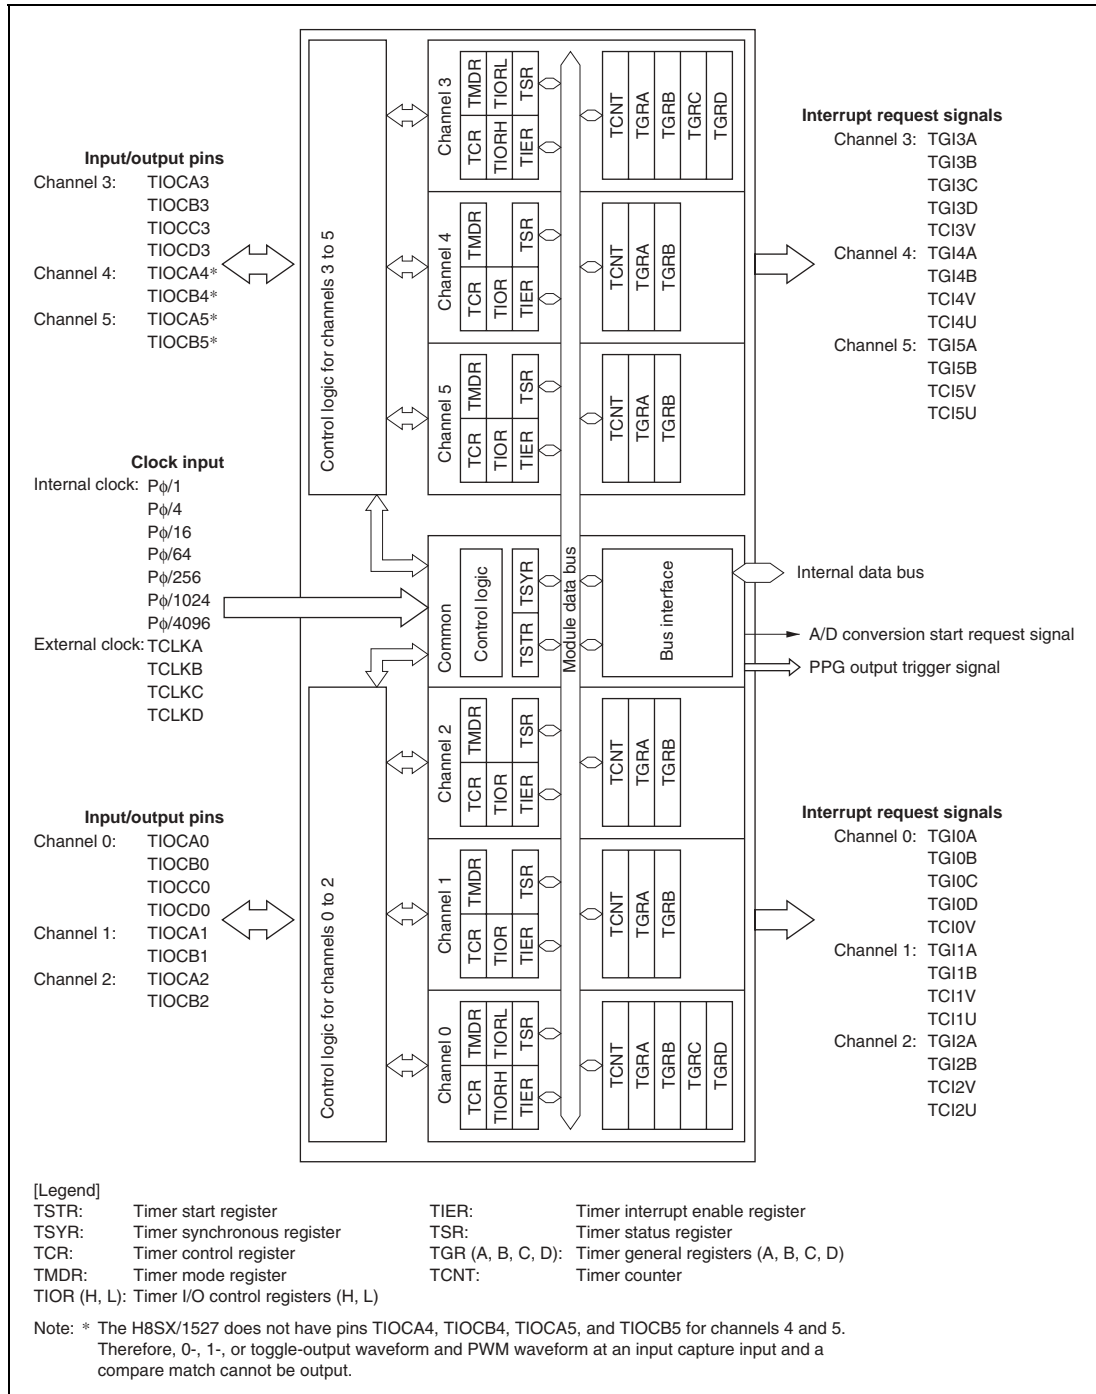 Input/output pins
Channel 3: TIOCA3
TIOCB3
TIOCC3
TIOCD3
Channel 4: TIOCA4*
TIOCB4*
Channel 5: TIOCA5*
TIOCB5*
Clock input
Internal clock: Pϕ/1
Pϕ/4
Pϕ/16
Pϕ/64
Pϕ/256
Pϕ/1024
Pϕ/4096
External clock: TCLKA
TCLKB
TCLKC
TCLKD
Input/output pins
Channel 0: TIOCA0
TIOCB0
TIOCC0
TIOCD0
Channel 1: TIOCA1
TIOCB1
Channel 2: TIOCA2
TIOCB2
Control logic for channels 3 to 5
Control logic for channels 0 to 2
Channel 3
TCR TMDR
TIORH TIORL
TIER TSR
TCNT
TGRA
TGRB
TGRC
TGRD
Channel 4
TCR TMDR
TIOR
TIER TSR
TCNT
TGRA
TGRB
Channel 5
TCR TMDR
TIOR
TIER TSR
TCNT
TGRA
TGRB
Common
Control logic
TSTR TSYR
Module data bus
Bus interface
Channel 2
TCR TMDR
TIOR
TIER TSR
TCNT
TGRA
TGRB
Channel 1
TCR TMDR
TIOR
TIER TSR
TCNT
TGRA
TGRB
Channel 0
TCR TMDR
TIORH TIORL
TIER TSR
TCNT
TGRA
TGRB
TGRC
TGRD
Interrupt request signals
Channel 3: TGI3A
TGI3B
TGI3C
TGI3D
TCI3V
Channel 4: TGI4A
TGI4B
TCI4V
TCI4U
Channel 5: TGI5A
TGI5B
TCI5V
TCI5U
Internal data bus
A/D conversion start request signal
PPG output trigger signal
Interrupt request signals
Channel 0: TGI0A
TGI0B
TGI0C
TGI0D
TCI0V
Channel 1: TGI1A
TGI1B
TCI1V
TCI1U
Channel 2: TGI2A
TGI2B
TCI2V
TCI2U
[Legend]
TSTR: Timer start register
TSYR: Timer synchronous register
TCR: Timer control register
TMDR: Timer mode register
TIOR (H, L): Timer I/O control registers (H, L)
TIER: Timer interrupt enable register
TSR: Timer status register
TGR (A, B, C, D): Timer general registers (A, B, C, D)
TCNT: Timer counter
Note: * The H8SX/1527 does not have pins TIOCA4, TIOCB4, TIOCA5, and TIOCB5 for channels 4 and 5.
Therefore, 0-, 1-, or toggle-output waveform and PWM waveform at an input capture input and a
compare match cannot be output.